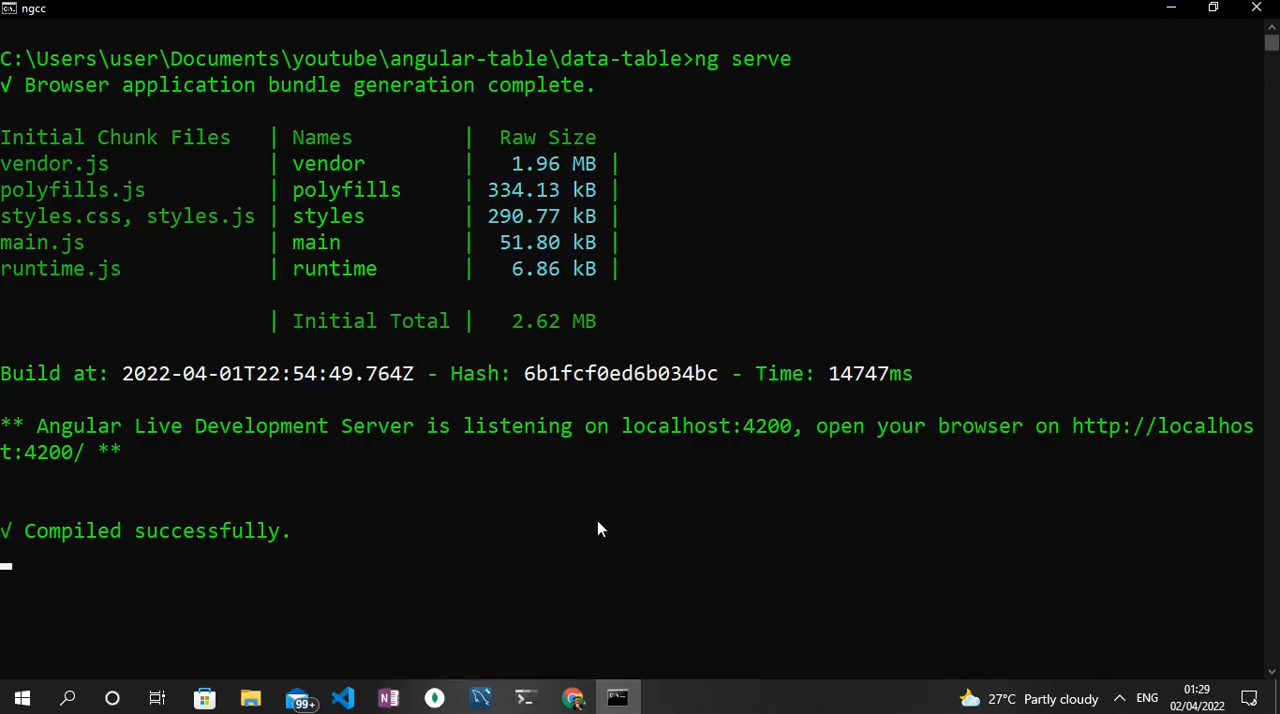 ngcc
C:\Users\user\Documents\youtube\angular-table\data-table>ng serve
√ Browser application bundle generation complete.
Initial Chunk Files | Names | Raw Size
vendor.js | vendor | 1.96 MB |
polyfills.js | polyfills | 334.13 kB |
styles.css, styles.js | styles | 290.77 kB |
main.js | main | 51.80 kB |
runtime.js | runtime | 6.86 kB |
| Initial Total | 2.62 MB
Build at: 2022-04-01T22:54:49.764Z - Hash: 6b1fcf0ed6b034bc - Time: 14747ms
** Angular Live Development Server is listening on localhost:4200, open your browser on http://localhos
t:4200/ **
√ Compiled successfully.
99+
27°C Partly cloudy
ENG
01:29
02/04/2022